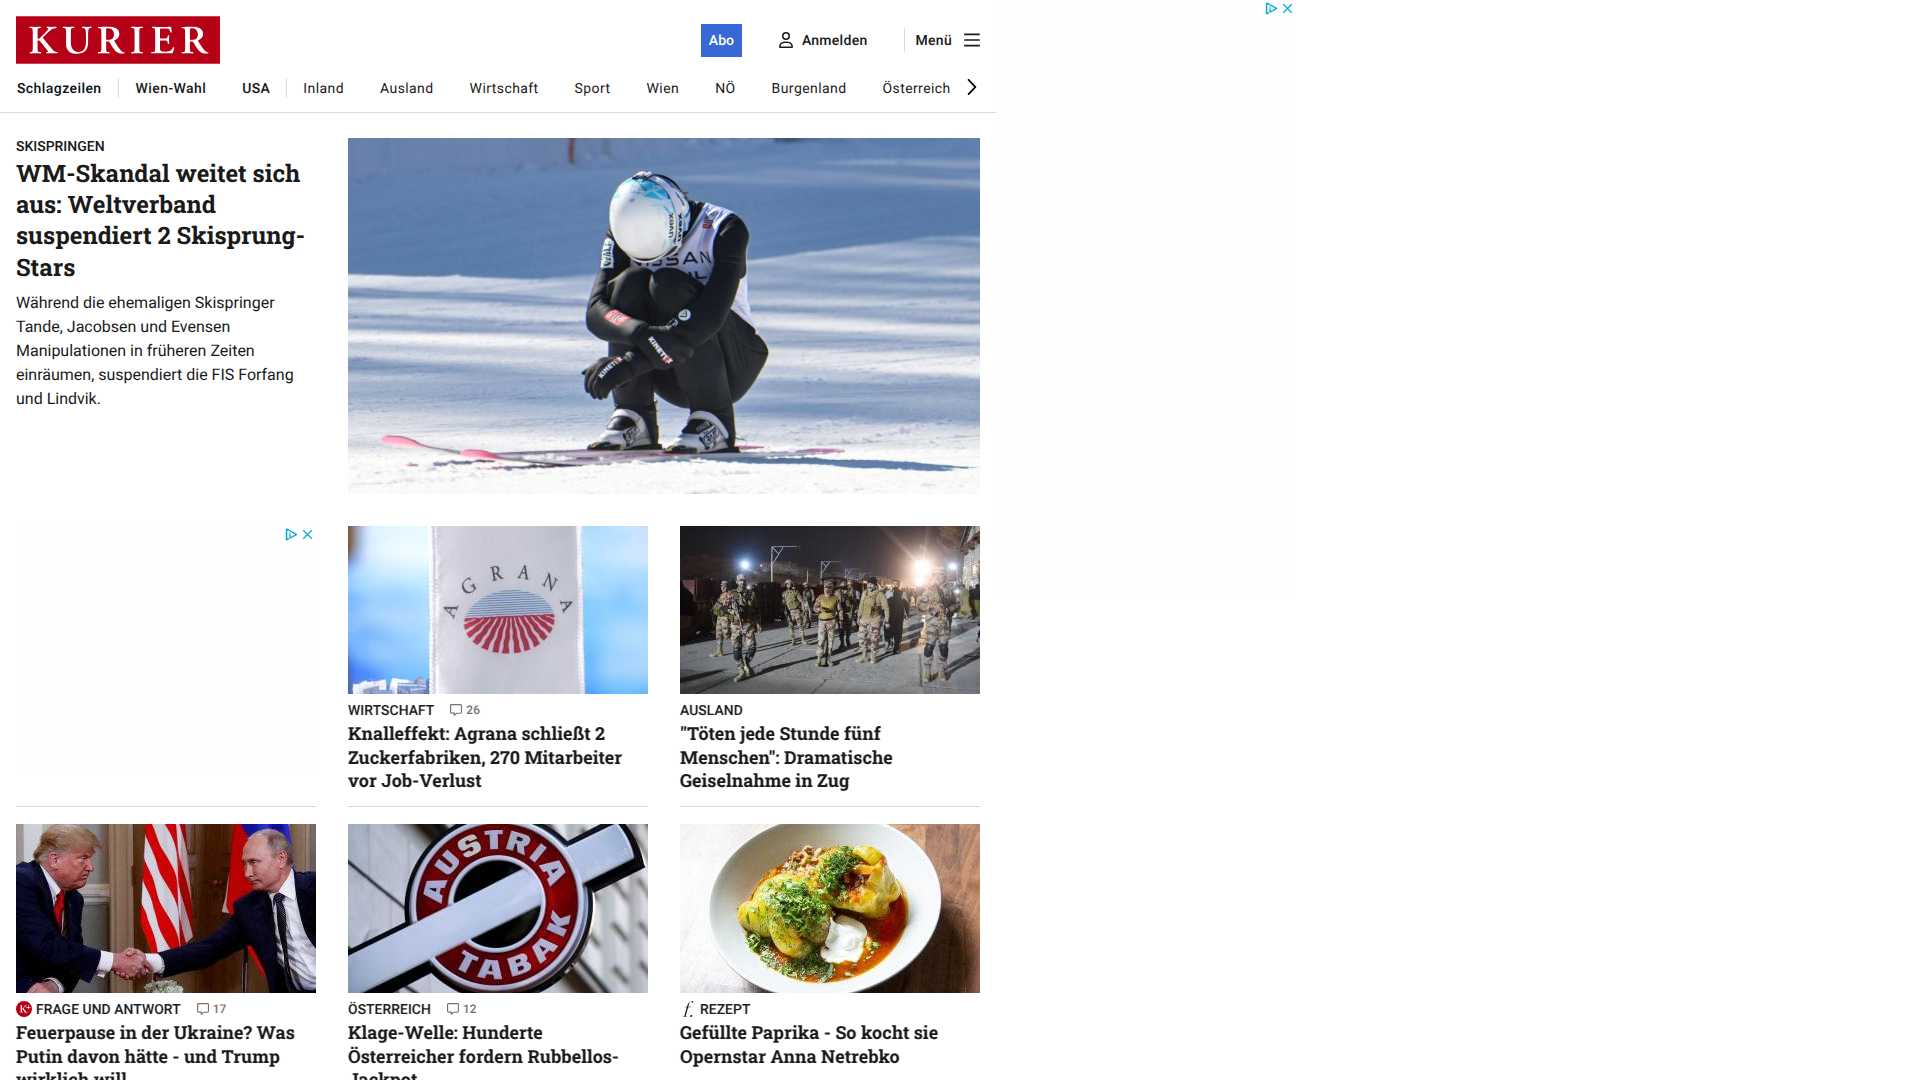 KURIER
Abo
Anmelden
Menü
Schlagzeilen
Wien-Wahl
USA
Inland
Ausland
Wirtschaft
Sport
Wien
NÖ
Burgenland
Österreich
SKISPRINGEN
WM-Skandal weitet sich
aus: Weltverband
suspendiert 2 Skisprung-
Stars
Während die ehemaligen Skispringer
Tande, Jacobsen und Evensen
Manipulationen in früheren Zeiten
einräumen, suspendiert die FIS Forfang
und Lindvik.
uvex
NISSAN
KINETIXX
KINETIXX
AGRANA
WIRTSCHAFT 26
Knalleffekt: Agrana schließt 2
Zuckerfabriken, 270 Mitarbeiter
vor Job-Verlust
AUSLAND
"Töten jede Stunde fünf
Menschen": Dramatische
Geiselnahme in Zug
K+ FRAGE UND ANTWORT 17
Feuerpause in der Ukraine? Was
Putin davon hätte - und Trump
wirklich will
AUSTRIA
TABAK
ÖSTERREICH 12
Klage-Welle: Hunderte
Österreicher fordern Rubbellos-
Jackpot
f. REZEPT
Gefüllte Paprika - So kocht sie
Opernstar Anna Netrebko